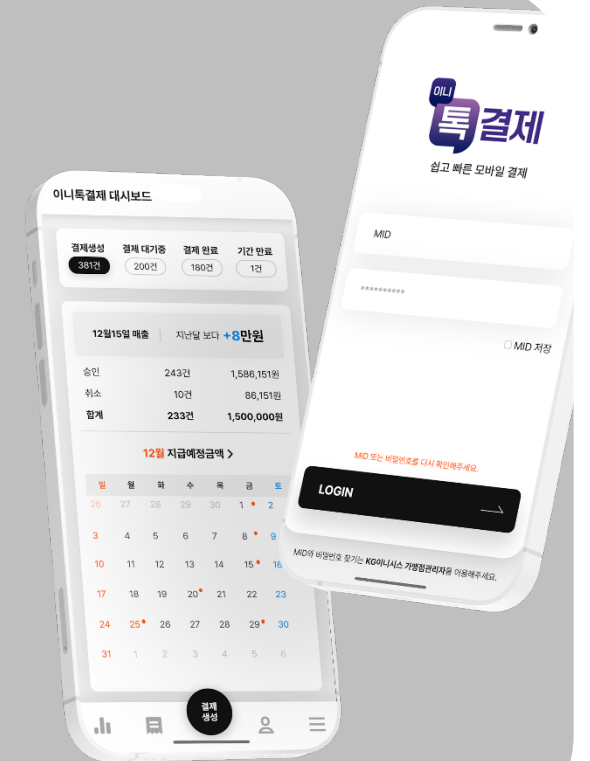 이니톡결제 대시보드
결제생성 결제 대기중 결제 완료 기간 만료
381건 200건 180건 1건
12월15일 매출 지난달 보다 +8만원
승인 243건 1,586,151원
취소 10건 86,151원
합계 233건 1,500,000원
12월 지급예정금액
일 월 화 수 목 금 토
26 27 28 29 30 1 2
3 4 5 6 7 8 9
10 11 12 13 14 15 16
17 18 19 20 21 22 23
24 25 26 27 28 29 30
31 1 2 3 4 5 6
결제
생성
이니
톡결제
쉽고 빠른 모바일 결제
MID
**********
MID 저장
MID 또는 비밀번호를 다시 확인해주세요.
LOGIN
MID와 비밀번호 찾기는 KG이니시스 가맹점관리자를 이용해주세요.